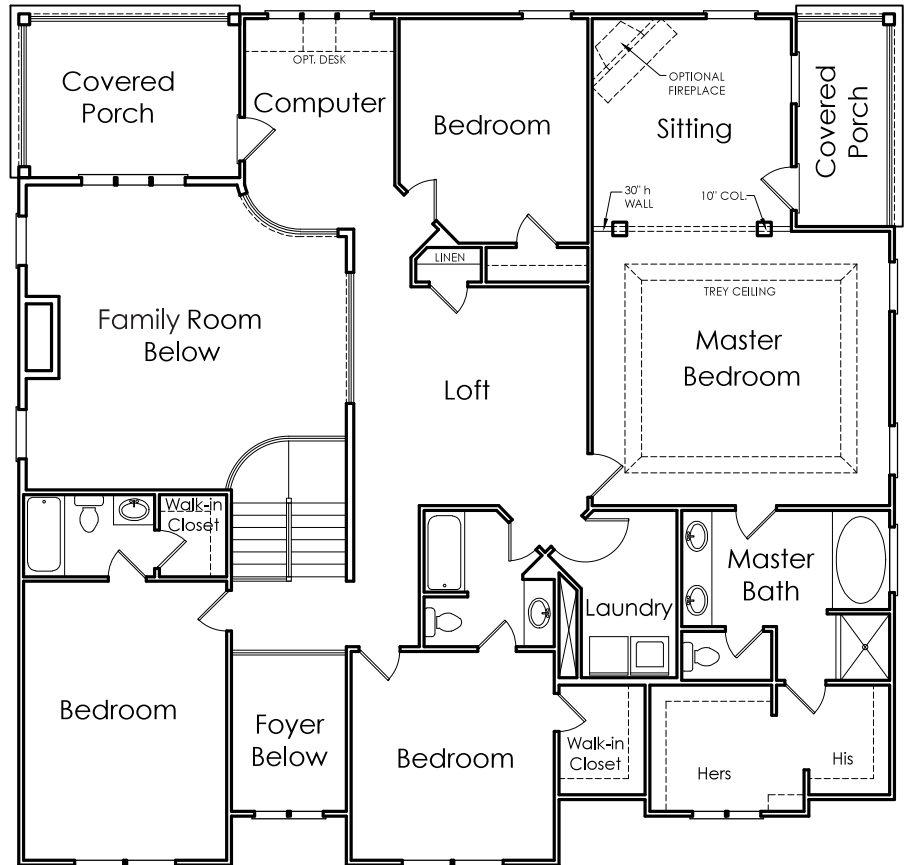 OPT. DESK
Covered
Porch
Computer
Bedroom
OPTIONAL
FIREPLACE
Sitting
Covered
Porch
30" h
WALL
10" COL.
LINEN
TREY CEILING
Family Room
Below
Loft
Master
Bedroom
Walk-in
Closet
Master
Bath
Laundry
Bedroom
Foyer
Below
Bedroom
Walk-in
Closet
Hers
His